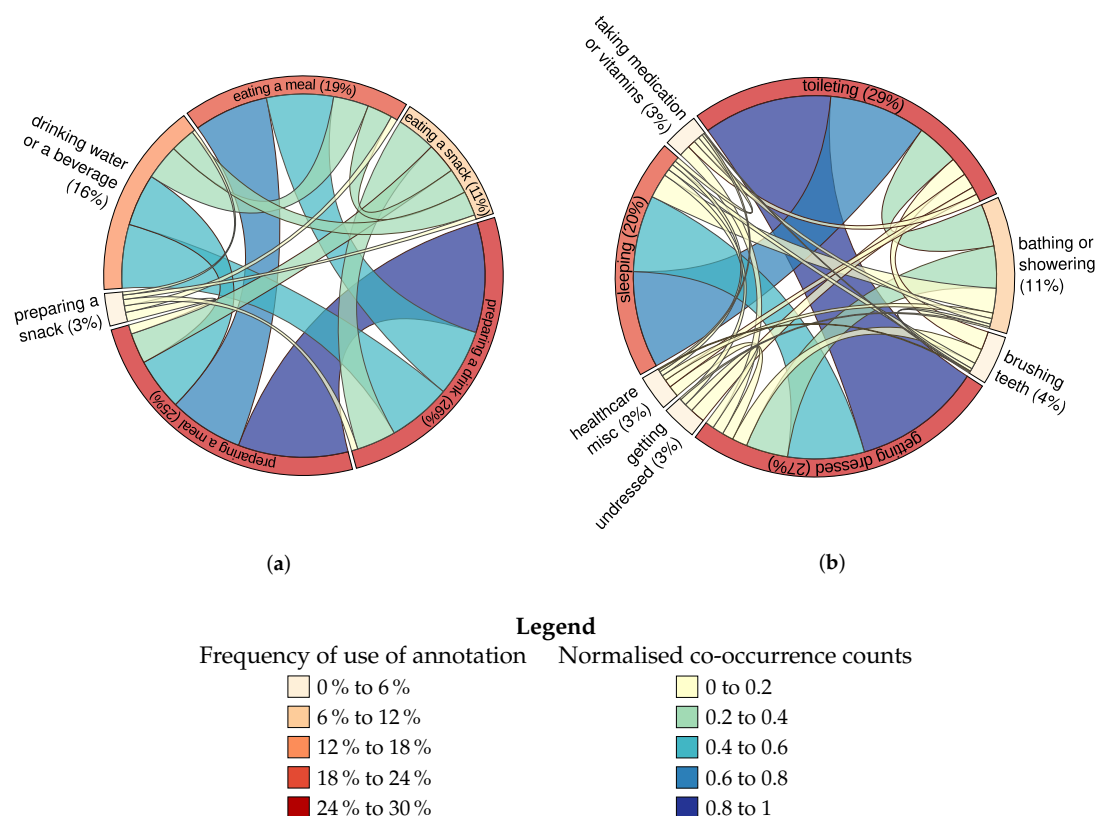 eating a meal (19%)
eating a snack (11%)
drinking water
or a beverage
(16%)
preparing a
snack (3%)
preparing a meal (25%)
preparing a drink (26%)
(a)
taking medication
or vitamins (3%)
toileting (29%)
sleeping (20%)
bathing or
showering
(11%)
brushing
teeth (4%)
healthcare
misc (3%)
getting
undressed (3%)
getting dressed (27%)
(b)
Legend
Frequency of use of annotation
0 % to 6 %
6 % to 12 %
12 % to 18 %
18 % to 24 %
24 % to 30 %
Normalised co-occurrence counts
0 to 0.2
0.2 to 0.4
0.4 to 0.6
0.6 to 0.8
0.8 to 1